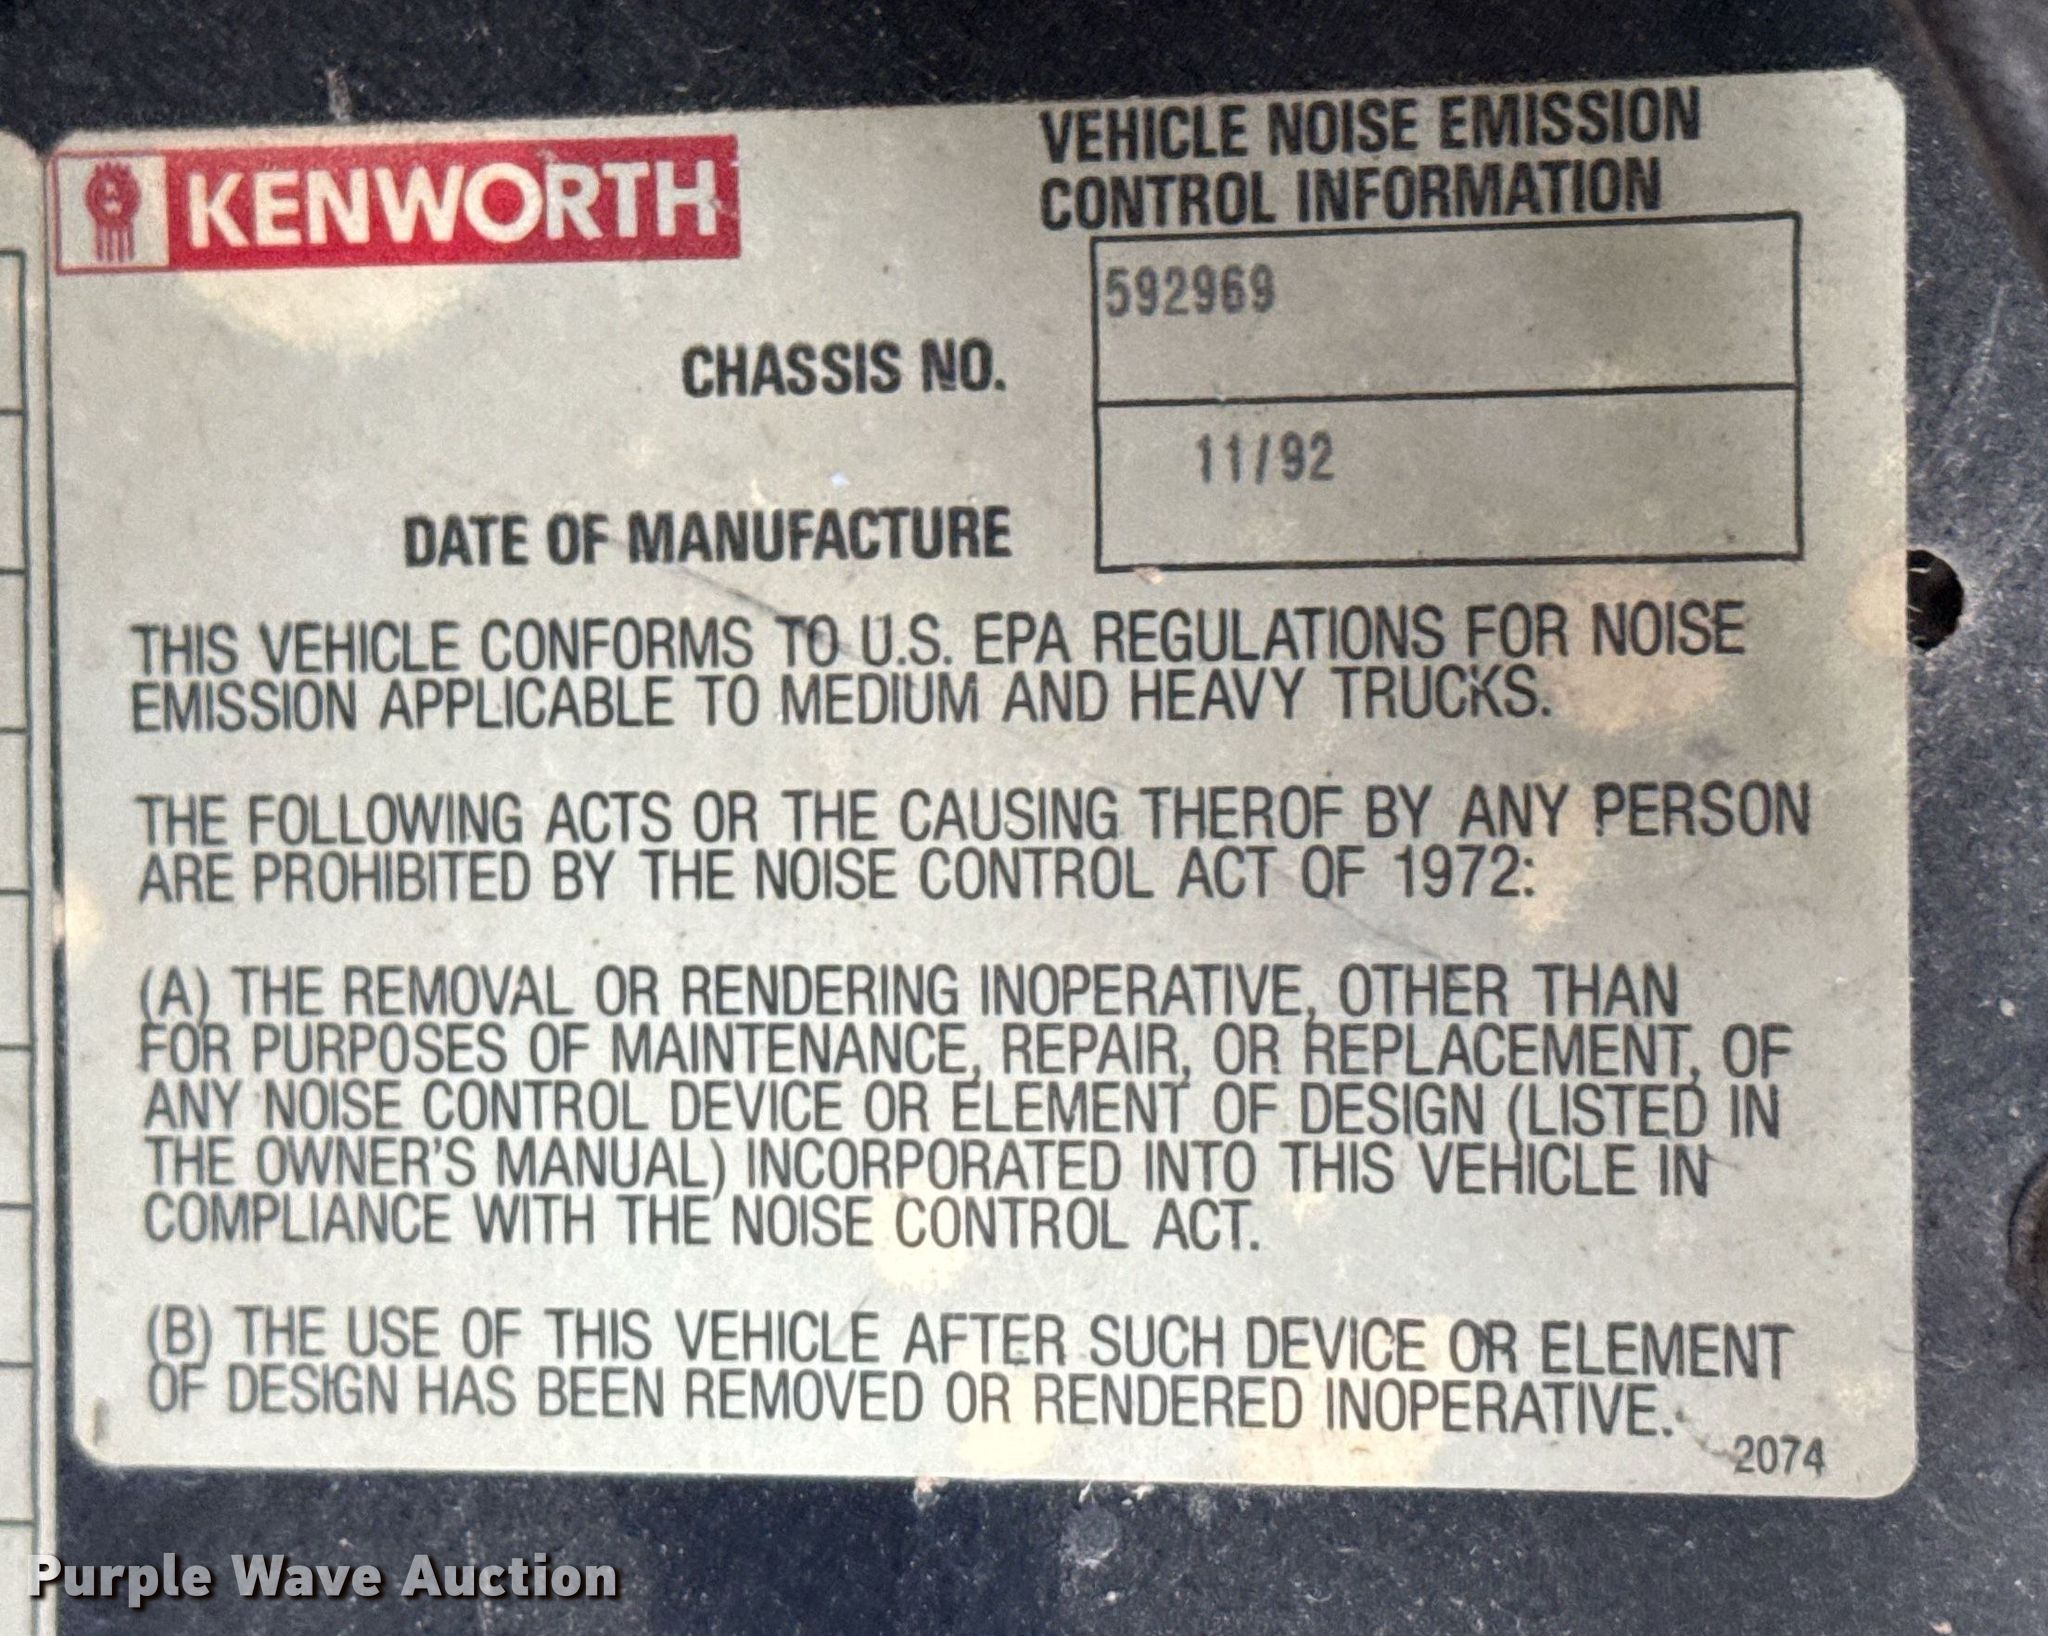 KENWORTH
VEHICLE NOISE EMISSION
CONTROL INFORMATION
592969
CHASSIS NO.
11/92
DATE OF MANUFACTURE
THIS VEHICLE CONFORMS TO U.S. EPA REGULATIONS FOR NOISE
EMISSION APPLICABLE TO MEDIUM AND HEAVY TRUCKS.
THE FOLLOWING ACTS OR THE CAUSING THEROF BY ANY PERSON
ARE PROHIBITED BY THE NOISE CONTROL ACT OF 1972:
(A) THE REMOVAL OR RENDERING INOPERATIVE, OTHER THAN
FOR PURPOSES OF MAINTENANCE, REPAIR, OR REPLACEMENT, OF
ANY NOISE CONTROL DEVICE OR ELEMENT OF DESIGN (LISTED IN
THE OWNER'S MANUAL) INCORPORATED INTO THIS VEHICLE IN
COMPLIANCE WITH THE NOISE CONTROL ACT.
(B) THE USE OF THIS VEHICLE AFTER SUCH DEVICE OR ELEMENT
OF DESIGN HAS BEEN REMOVED OR RENDERED INOPERATIVE.
2074
Purple Wave Auction